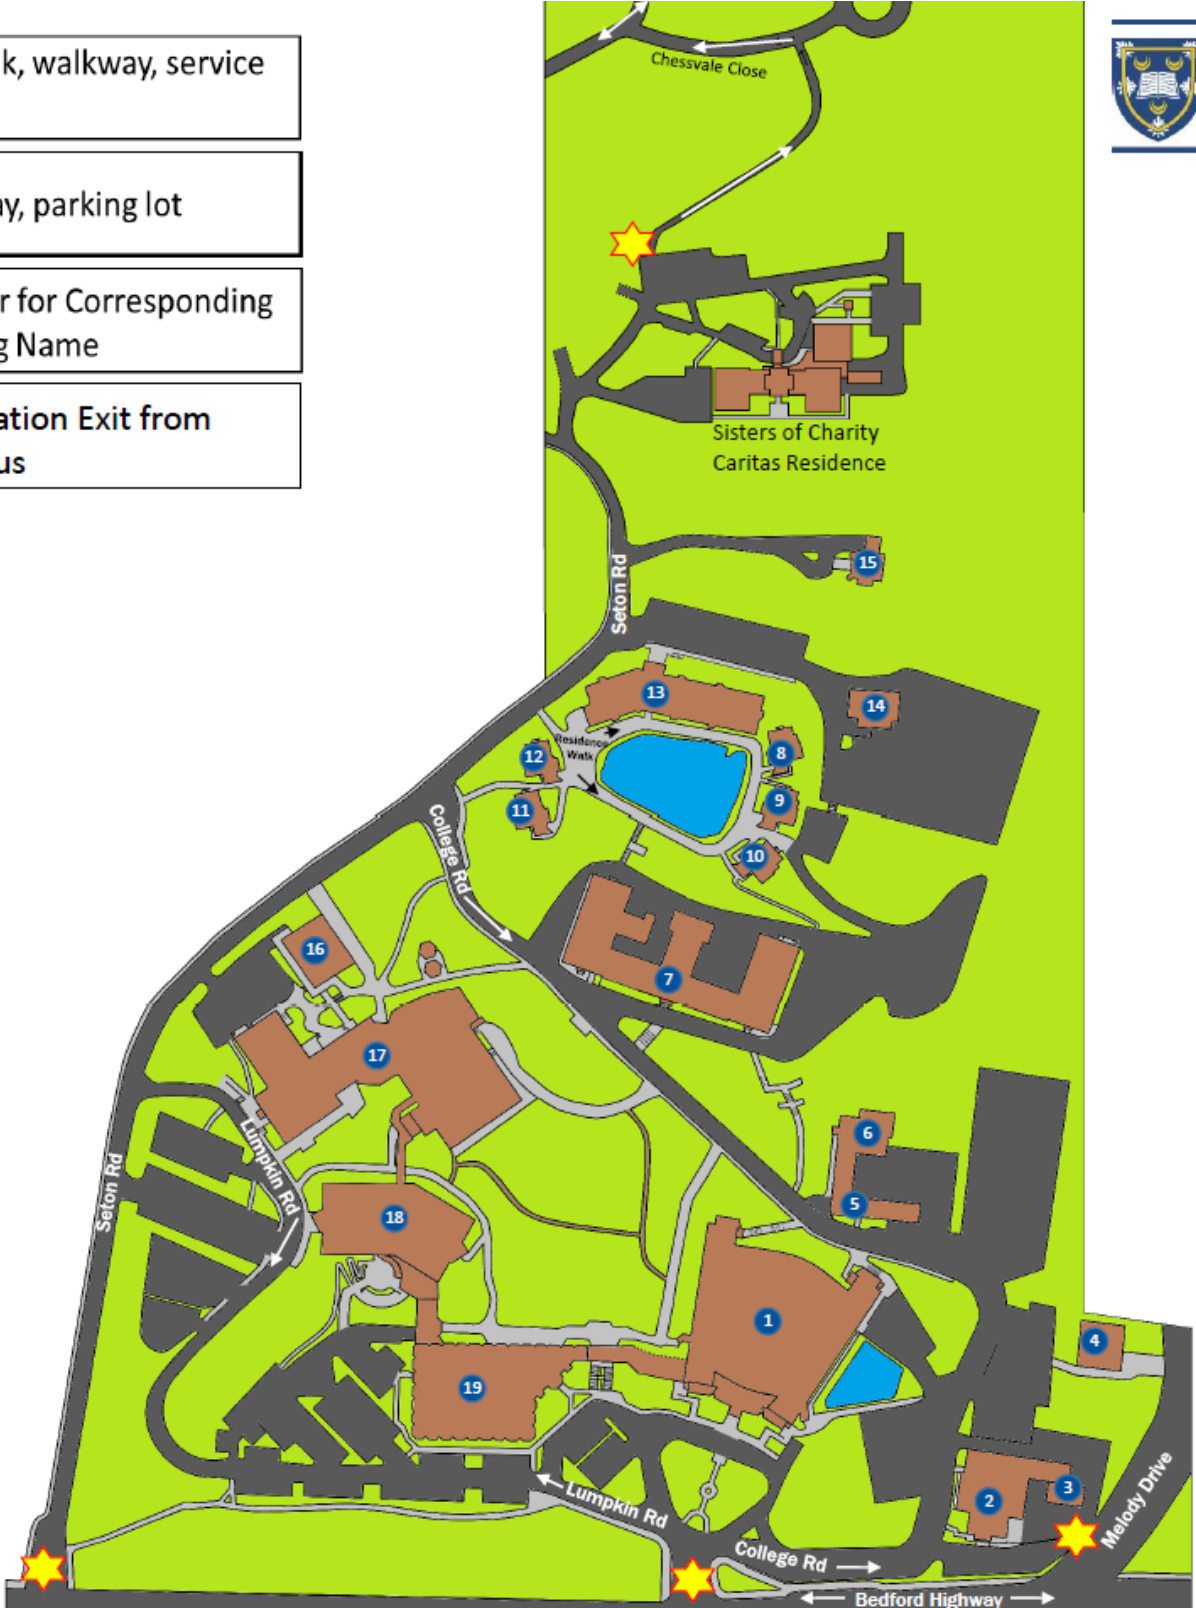 k, walkway, service
ay, parking lot
r for Corresponding
g Name
ation Exit from
us
Chessvale Close
Sisters of Charity
Caritas Residence
15
Seton Rd
13
14
Residence
Walk
12
8
11
9
10
College Rd
16
7
17
6
5
Lumpkin Rd
Seton Rd
18
1
4
19
2
3
Melody Drive
Lumpkin Rd
College Rd
Bedford Highway